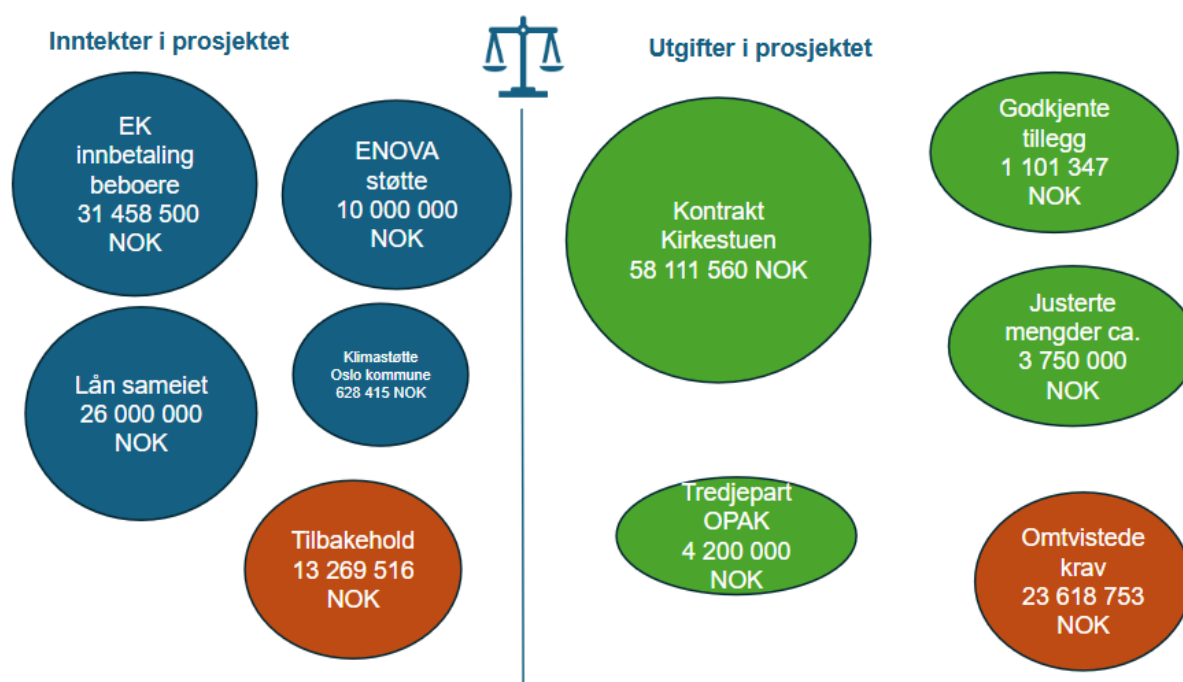 Inntekter i prosjektet
EK
innbetaling
beboere
31 458 500
NOK
ENOVA
støtte
10 000 000
NOK
Lån sameiet
26 000 000
NOK
Klimastøtte
Oslo kommune
628 415 NOK
Tilbakehold
13 269 516
NOK
Utgifter i prosjektet
Kontrakt
Kirkestuen
58 111 560 NOK
Godkjente
tillegg
1 101 347
NOK
Justerte
mengder ca.
3 750 000
NOK
Tredjepart
OPAK
4 200 000
NOK
Omtvistede
krav
23 618 753
NOK